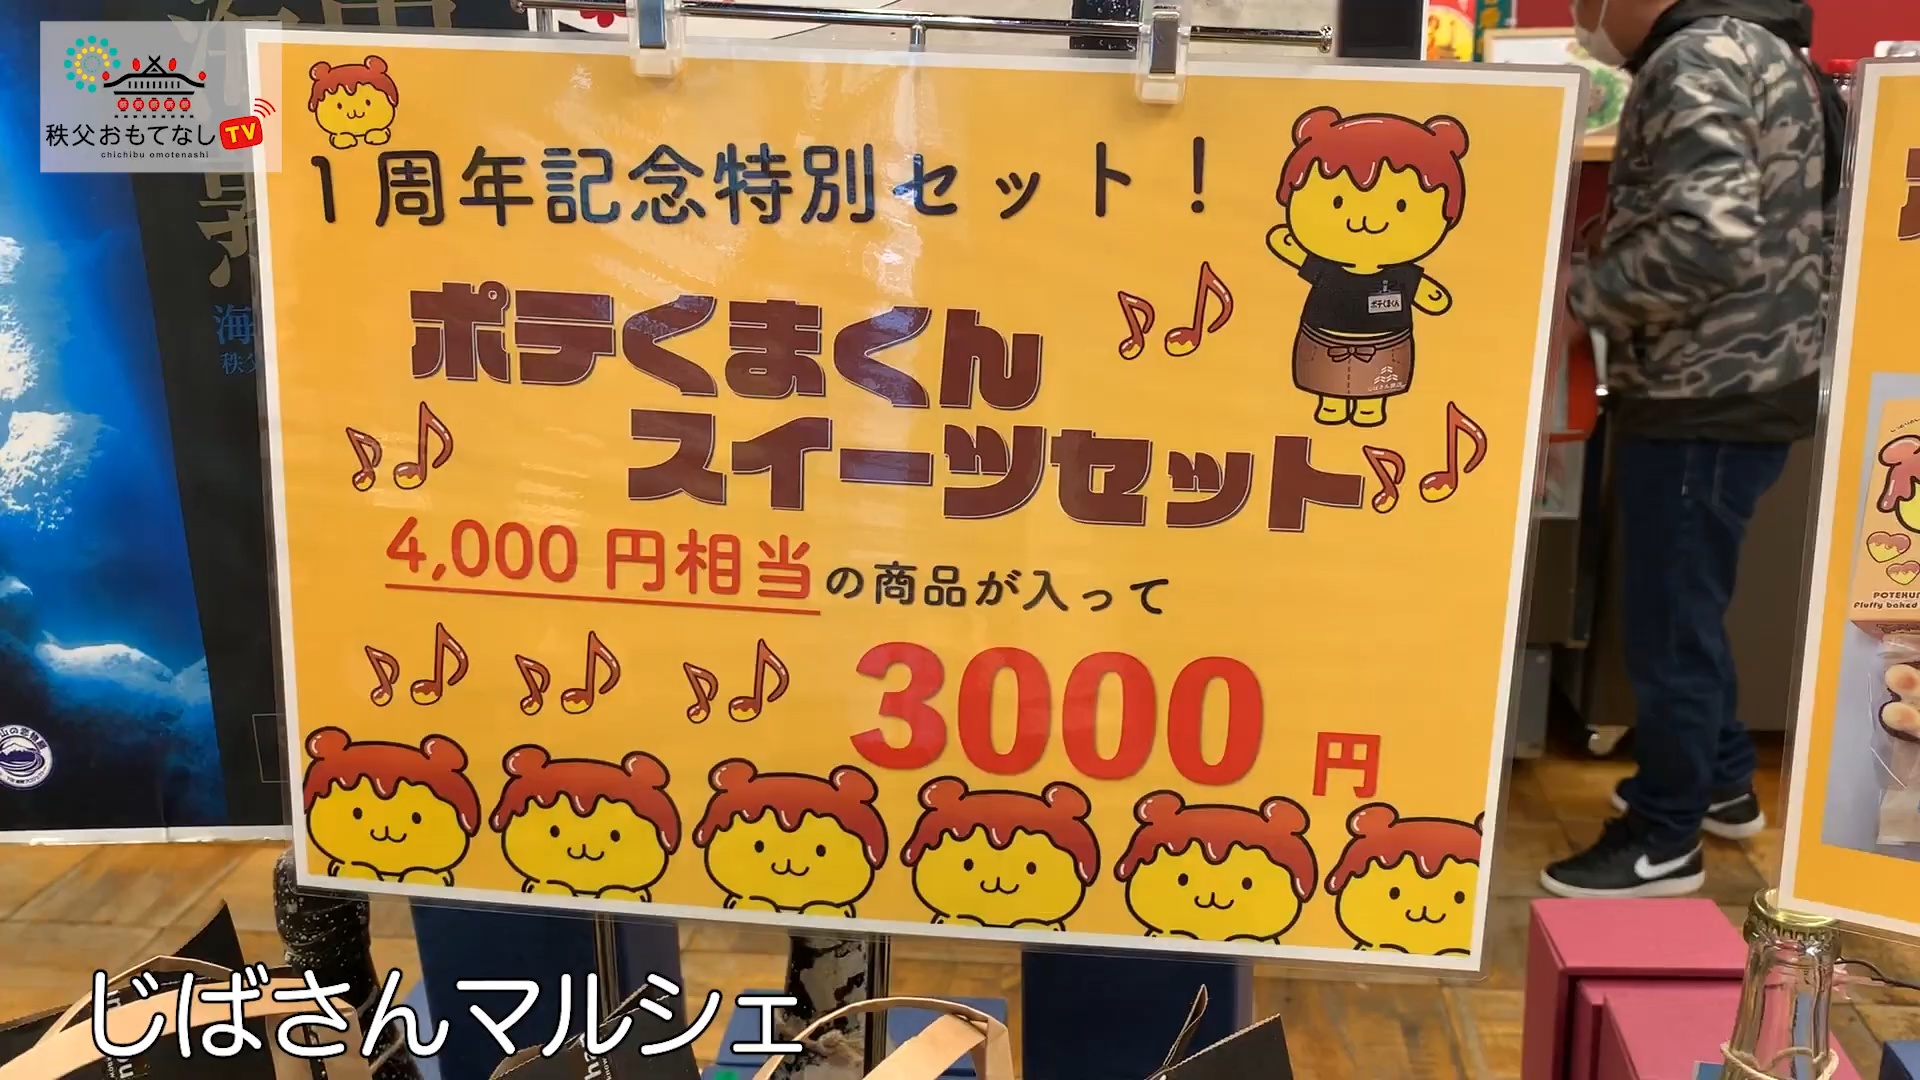 秩父おもてなしTV
chichibu omotenashi
1周年記念特別セット!
ポテくまくん
ポテくまくん
スイーツセット
4,000円相当の商品が入って
3000円
じばさんマルシェ
POTEKU
Fluffy baked